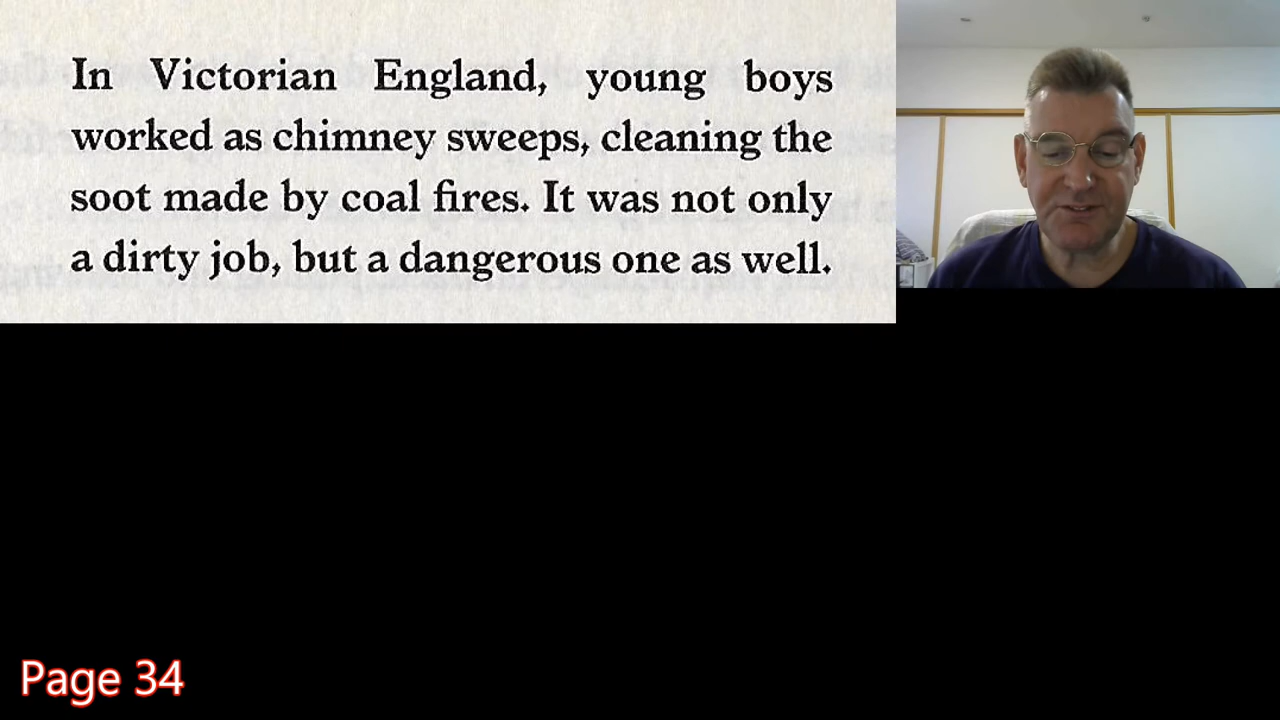 In Victorian England, young boys
worked as chimney sweeps, cleaning the
soot made by coal fires. It was not only
a dirty job, but a dangerous one as well.
Page 34